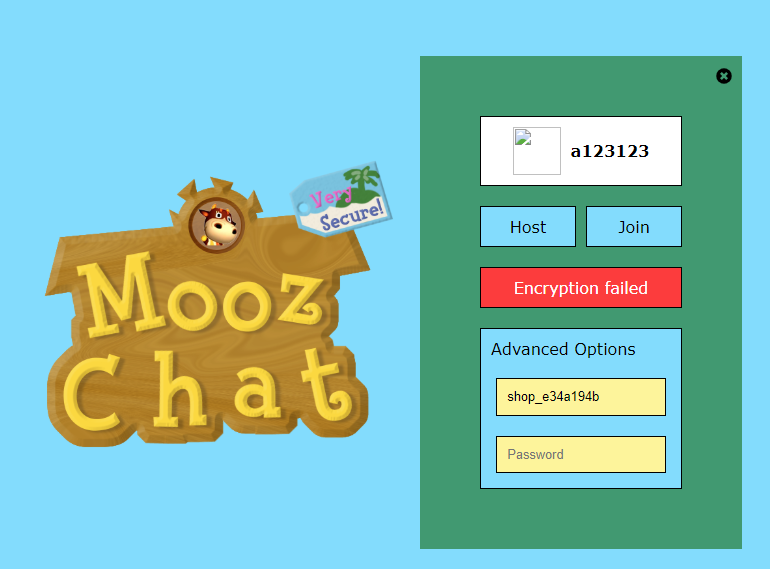 Very
Secure!
Mooz
Chat
a123123
Host
Join
Encryption failed
Advanced Options
shop_e34a194b
Password